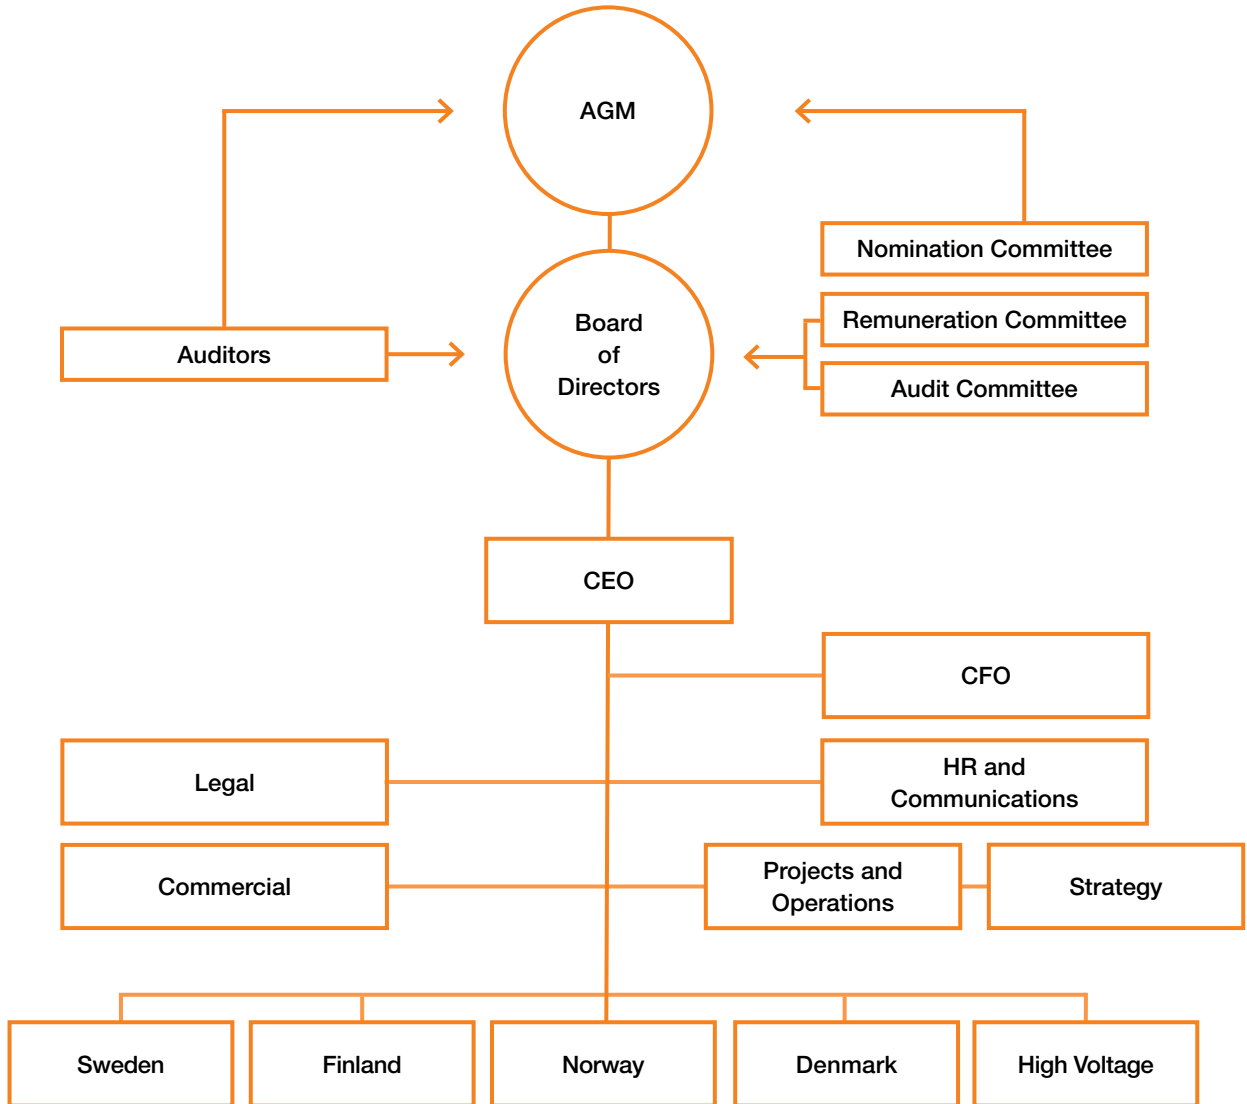 AGM
Nomination Committee
Remuneration Committee
Board
of
Directors
Auditors
Audit Committee
CEO
CFO
Legal
HR and
Communications
Commercial
Projects and
Operations
Strategy
Sweden
Finland
Norway
Denmark
High Voltage